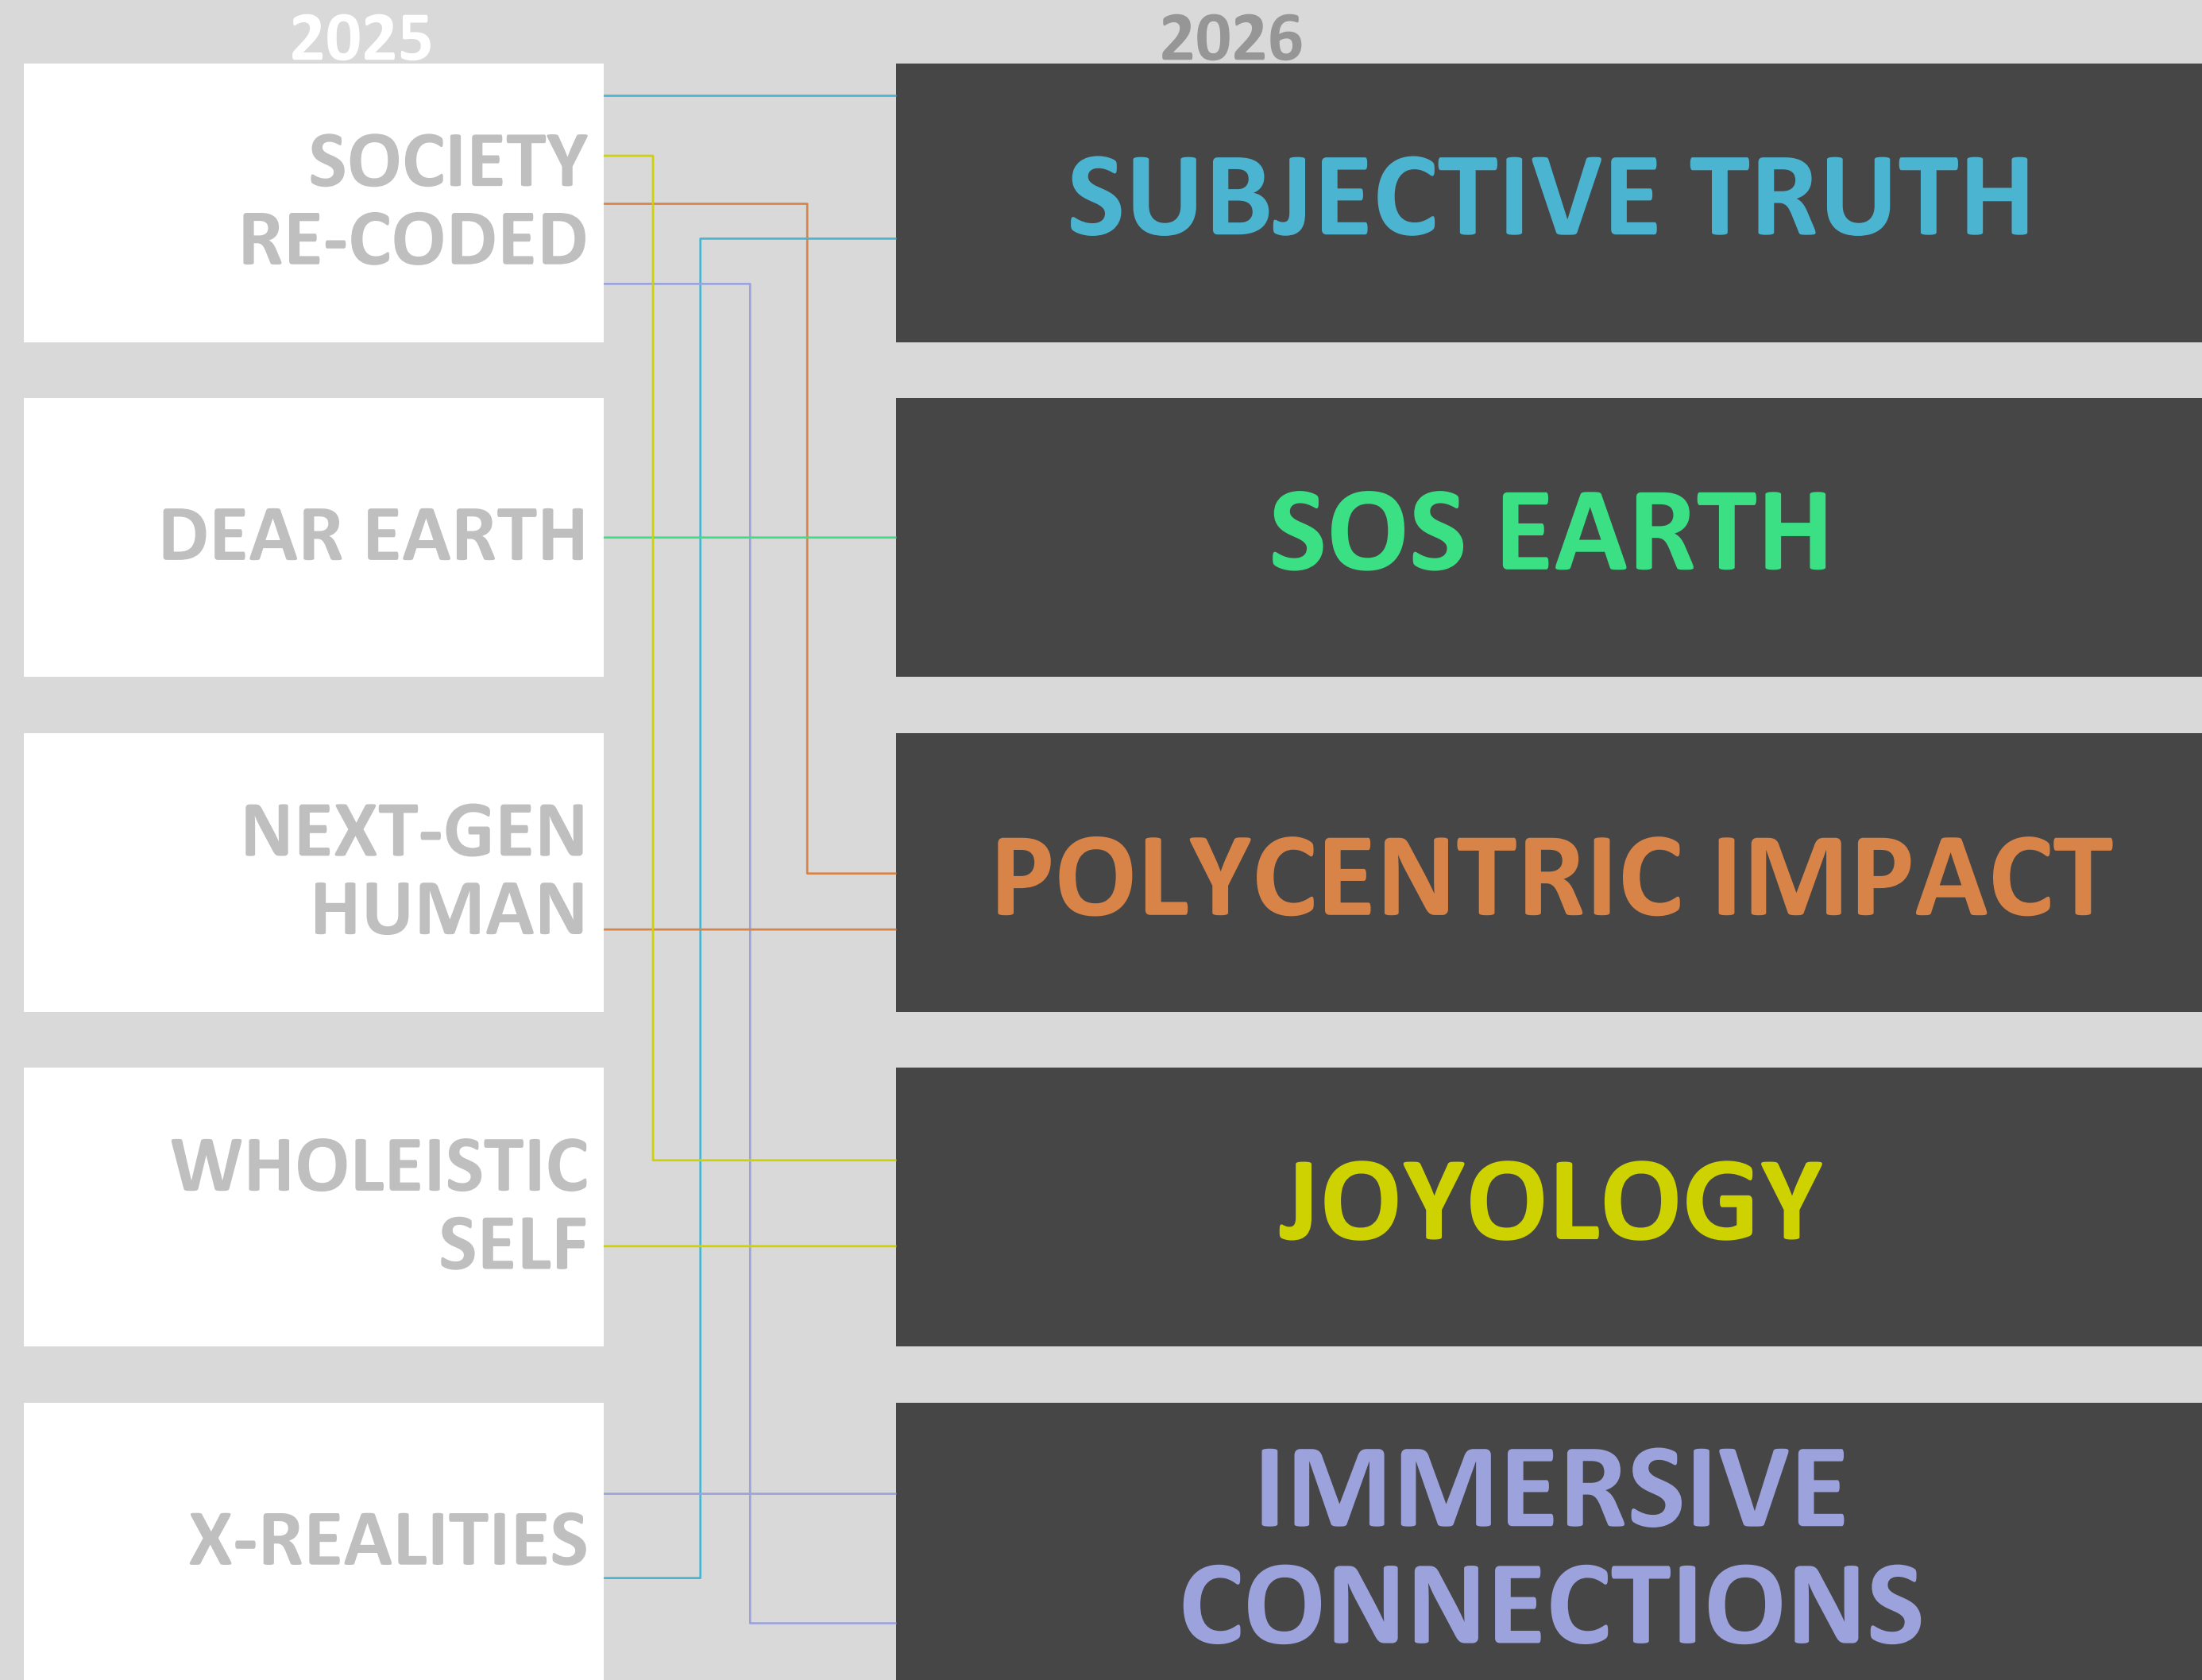 2025
2026
SOCIETY
RE-CODED
SUBJECTIVE TRUTH
DEAR EARTH
SOS EARTH
NEXT-GEN
HUMAN
POLYCENTRIC IMPACT
WHOLEISTIC
SELF
JOYOLOGY
X-REALITIES
IMMERSIVE
CONNECTIONS